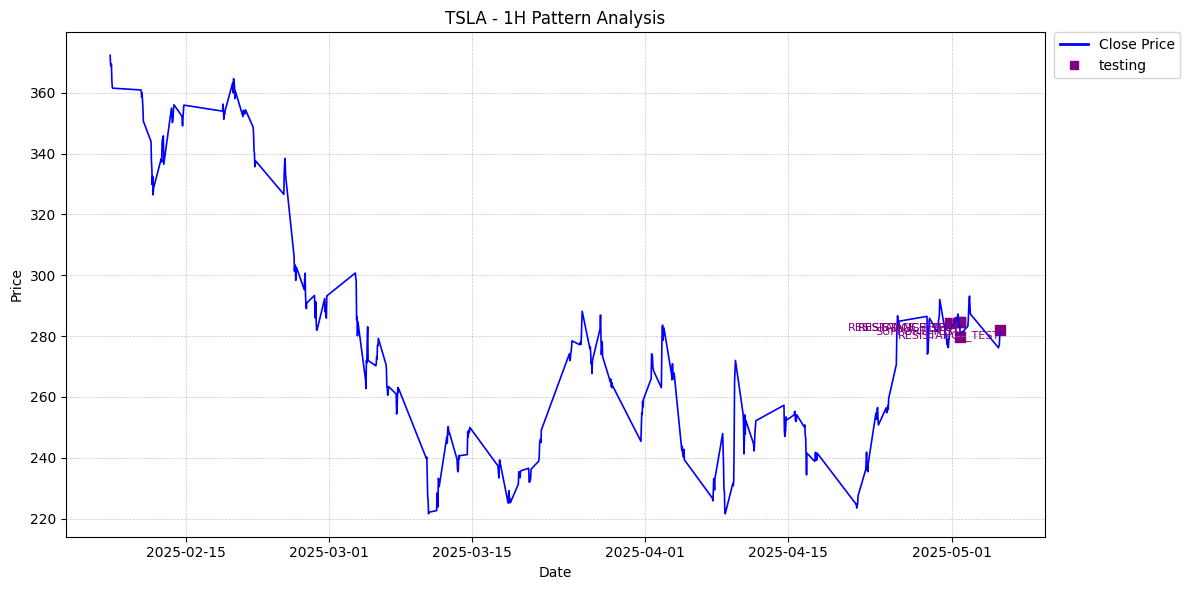 TSLA - 1H Pattern Analysis
Close Price
testing
Price
360
340
320
300
280
260
240
220
RESISTANCE_TEST
2025-02-15
2025-03-01
2025-03-15
2025-04-01
2025-04-15
2025-05-01
Date